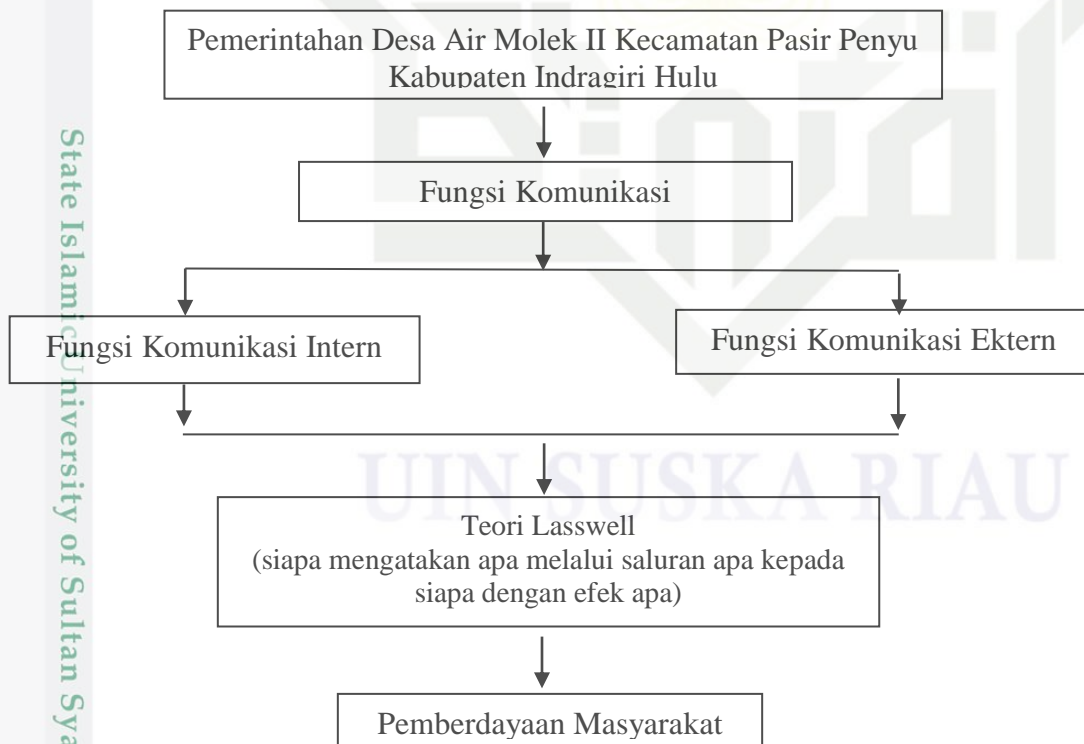 Pemerintahan Desa Air Molek II Kecamatan Pasir Penyu
Kabupaten Indragiri Hulu
Fungsi Komunikasi
Fungsi Komunikasi Intern
Fungsi Komunikasi Ektern
UIN SUSKA RIAU
Teori Lasswell
(siapa mengatakan apa melalui saluran apa kepada
siapa dengan efek apa)
Pemberdayaan Masyarakat
State Islamic University of Sultan Sya